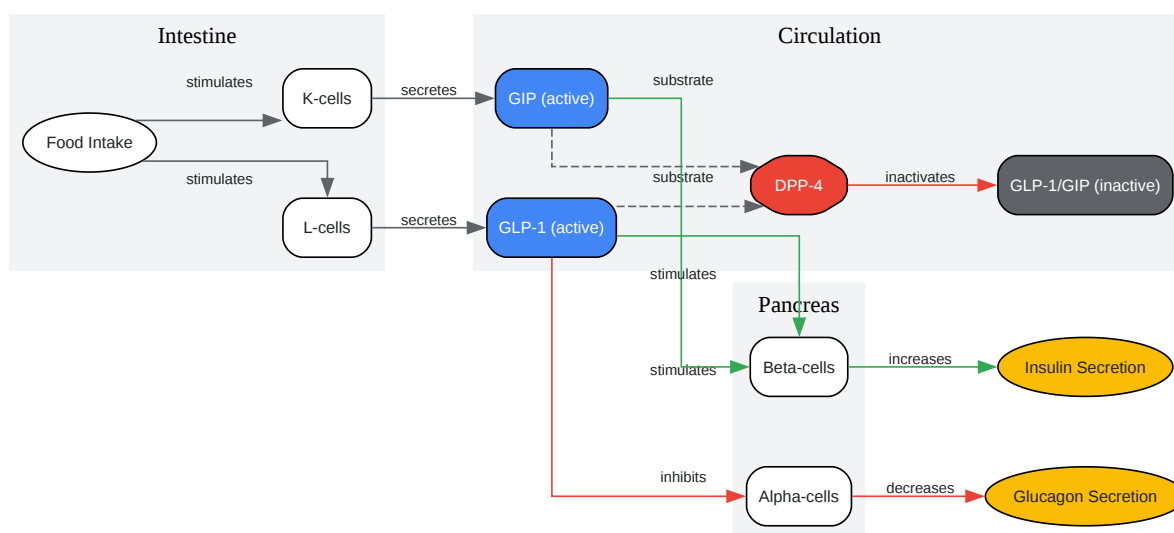 Intestine
Circulation
stimulates
substrate
K-cells
secretes
GIP (active)
Food Intake
stimulates
substrate
DPP-4
inactivates
GLP-1/GIP (inactive)
L-cells
secretes
GLP-1 (active)
stimulates
Pancreas
stimulates
Beta-cells
increases
Insulin Secretion
inhibits
Alpha-cells
decreases
Glucagon Secretion